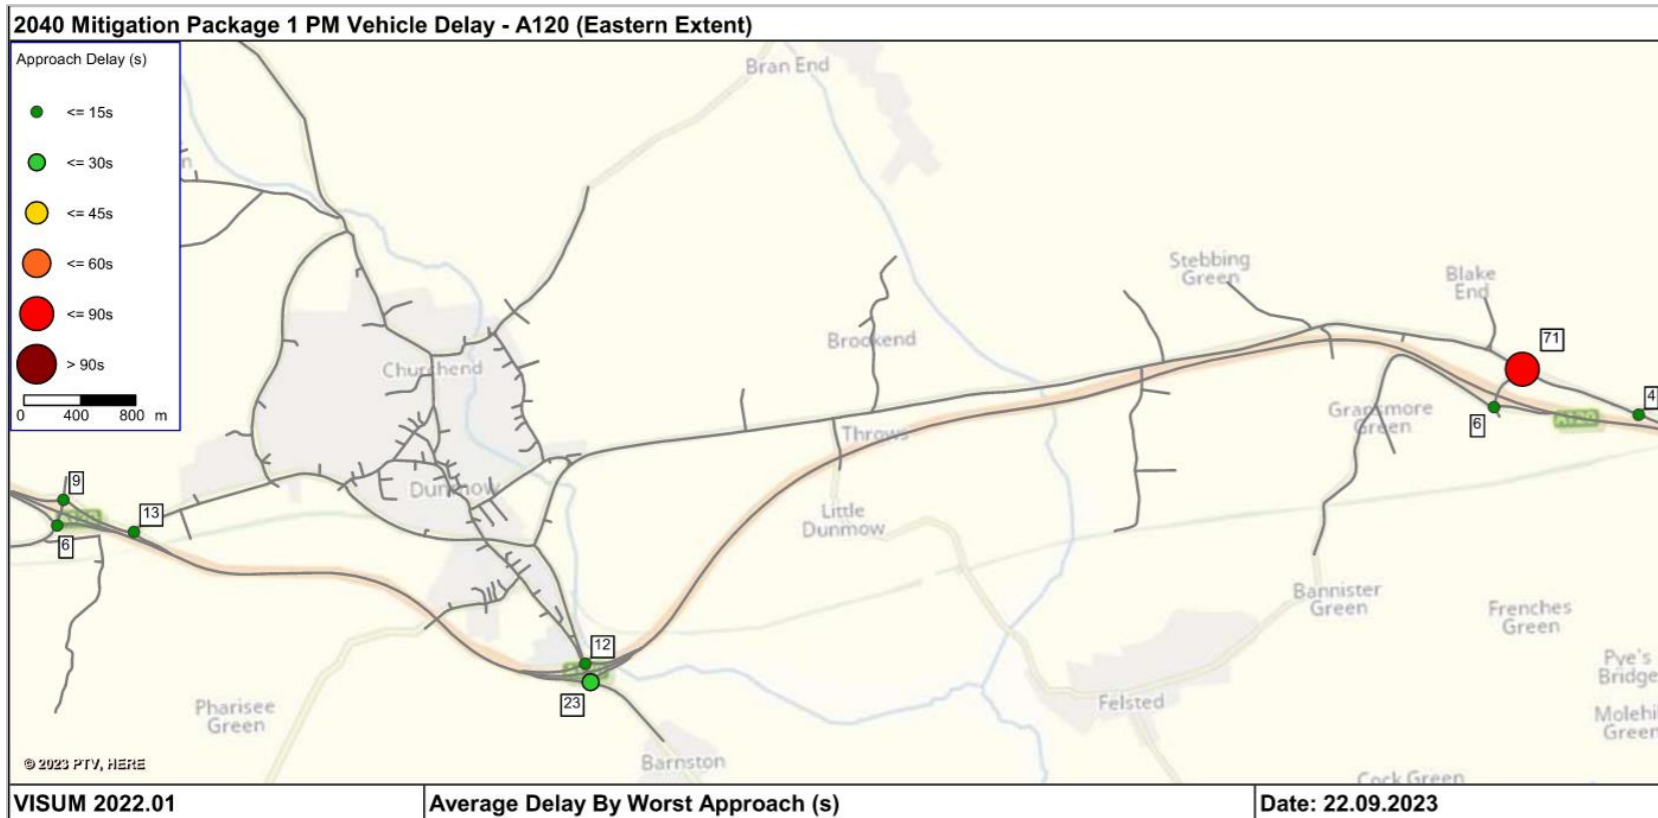 2040 Mitigation Package 1 PM Vehicle Delay - A120 (Eastern Extent)
Approach Delay (s)
<= 15s
<= 30s
<= 45s
<= 60s
<= 90s
> 90s
0 400 800 m
Bran End
Stebbing
Green
Blake
End
71
Brookend
Churchend
4
Gransmore
Green
6
A120
Throws
Dunmow
9
13
6
Little
Dunmow
Bannister
Green
Frenches
Green
12
23
Pye's
Bridge
Felsted
Pharisee
Green
Green
Barnston
Cock Green
© 2023 PTV, HERE
VISUM 2022.01
Average Delay By Worst Approach (s)
Date: 22.09.2023